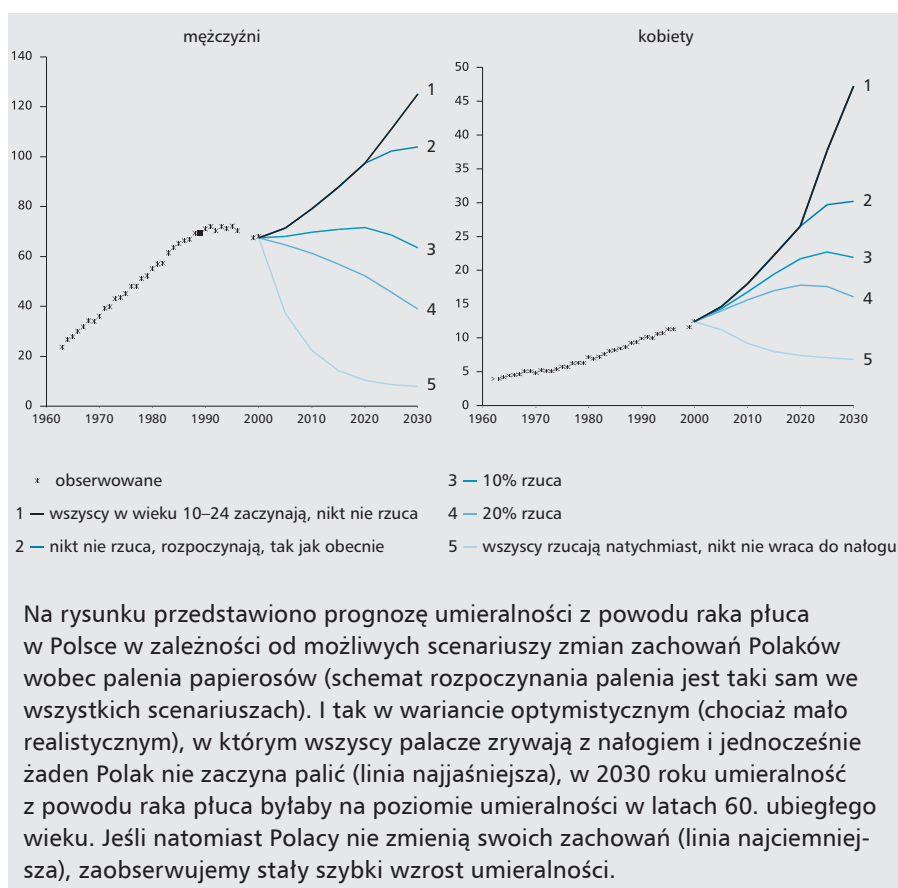 mężczyźni
140
120
100
80
60
40
20
0
1960 1970 1980 1990 2000 2010 2020 2030
1
2
3
4
5
kobiety
50
45
40
35
30
25
20
15
10
5
0
1960 1970 1980 1990 2000 2010 2020 2030
1
2
3
4
5
obserwowane
1 — wszyscy w wieku 10–24 zaczynają, nikt nie rzuca
2 — nikt nie rzuca, rozpoczynają, tak jak obecnie
3 — 10% rzuca
4 — 20% rzuca
5 — wszyscy rzucają natychmiast, nikt nie wraca do nałogu
Na rysunku przedstawiono prognozę umieralności z powodu raka płuca
w Polsce w zależności od możliwych scenariuszy zmian zachowań Polaków
wobec palenia papierosów (schemat rozpoczynania palenia jest taki sam we
wszystkich scenariuszach). I tak w wariancie optymistycznym (chociaż mało
realistycznym), w którym wszyscy palacze zrywają z nałogiem i jednocześnie
żaden Polak nie zaczyna palić (linia najjaśniejsza), w 2030 roku umieralność
z powodu raka płuca byłaby na poziomie umieralności w latach 60. ubiegłego
wieku. Jeśli natomiast Polacy nie zmienią swoich zachowań (linia najciemniej-
sza), zaobserwujemy stały szybki wzrost umieralności.